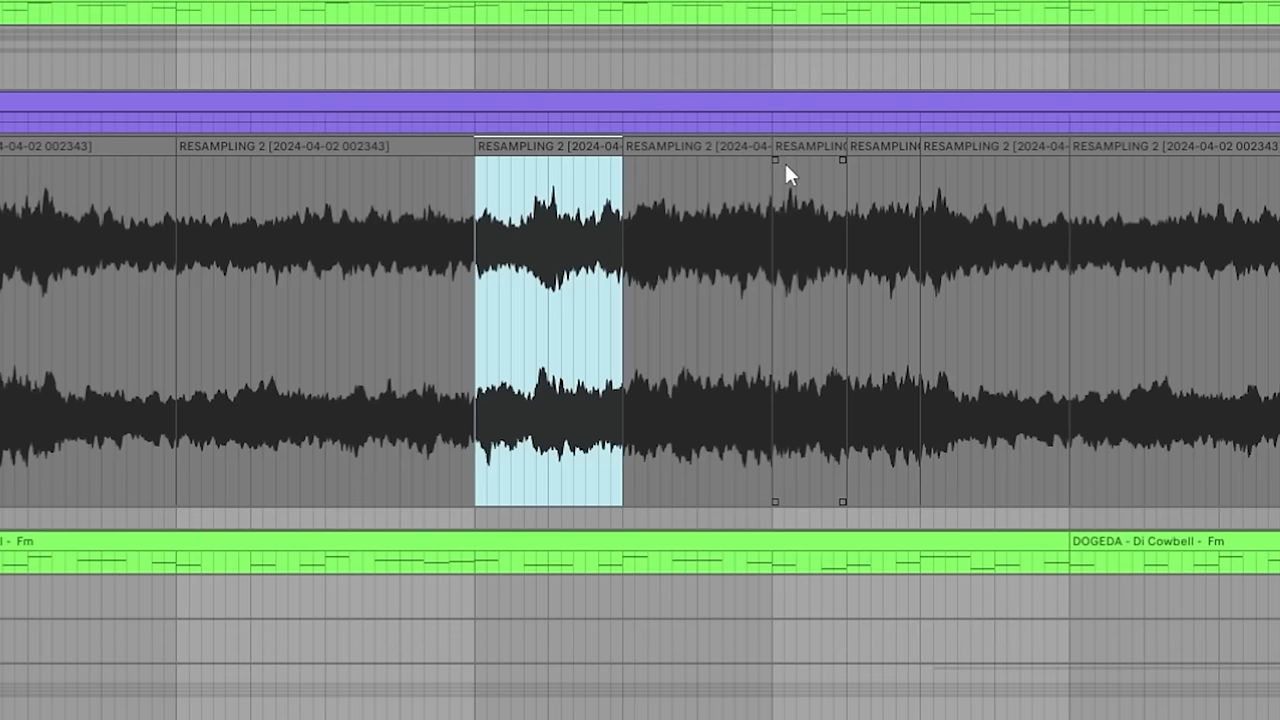 4-04-02 002343]
RESAMPLING 2 [2024-04-02 002343]
RESAMPLING 2 [2024-04-
RESAMPLING 2 [2024-04-
RESAMPLING
RESAMPLING
RESAMPLING 2 [2024-04-
RESAMPLING 2 [2024-04-02 002343
l - Fm
DOGEDA - Di Cowbell - Fm